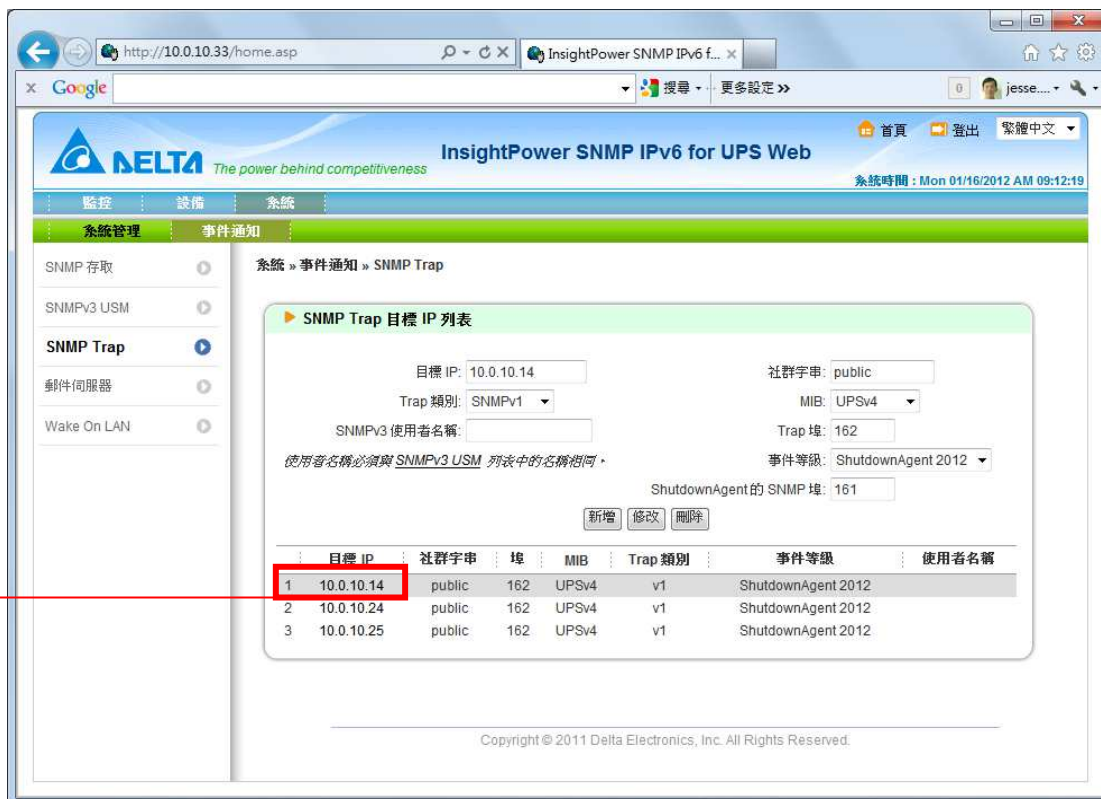 http://10.0.10.33/home.asp
InsightPower SNMP IPv6 f...
Google
搜尋
更多設定 »
0
jesse....
DELTA The power behind competitiveness
InsightPower SNMP IPv6 for UPS Web
首頁 登出 繁體中文
系統時間 : Mon 01/16/2012 AM 09:12:19
監控 設備 系統
系統管理 事件通知
SNMP 存取
SNMPv3 USM
SNMP Trap
郵件伺服器
Wake On LAN
系統 » 事件通知 » SNMP Trap
SNMP Trap 目標 IP 列表
目標 IP: 10.0.10.14 社群字串: public
Trap 類別: SNMPv1 MIB: UPSv4
SNMPv3 使用者名稱: Trap 埠: 162
使用者名稱必須與 SNMPv3 USM 列表中的名稱相同。 事件等級: ShutdownAgent 2012
ShutdownAgent 的 SNMP 埠: 161
新增 修改 刪除
目標 IP 社群字串 埠 MIB Trap 類別 事件等級 使用者名稱
1 10.0.10.14 public 162 UPSv4 v1 ShutdownAgent 2012
2 10.0.10.24 public 162 UPSv4 v1 ShutdownAgent 2012
3 10.0.10.25 public 162 UPSv4 v1 ShutdownAgent 2012
Copyright © 2011 Delta Electronics, Inc. All Rights Reserved.